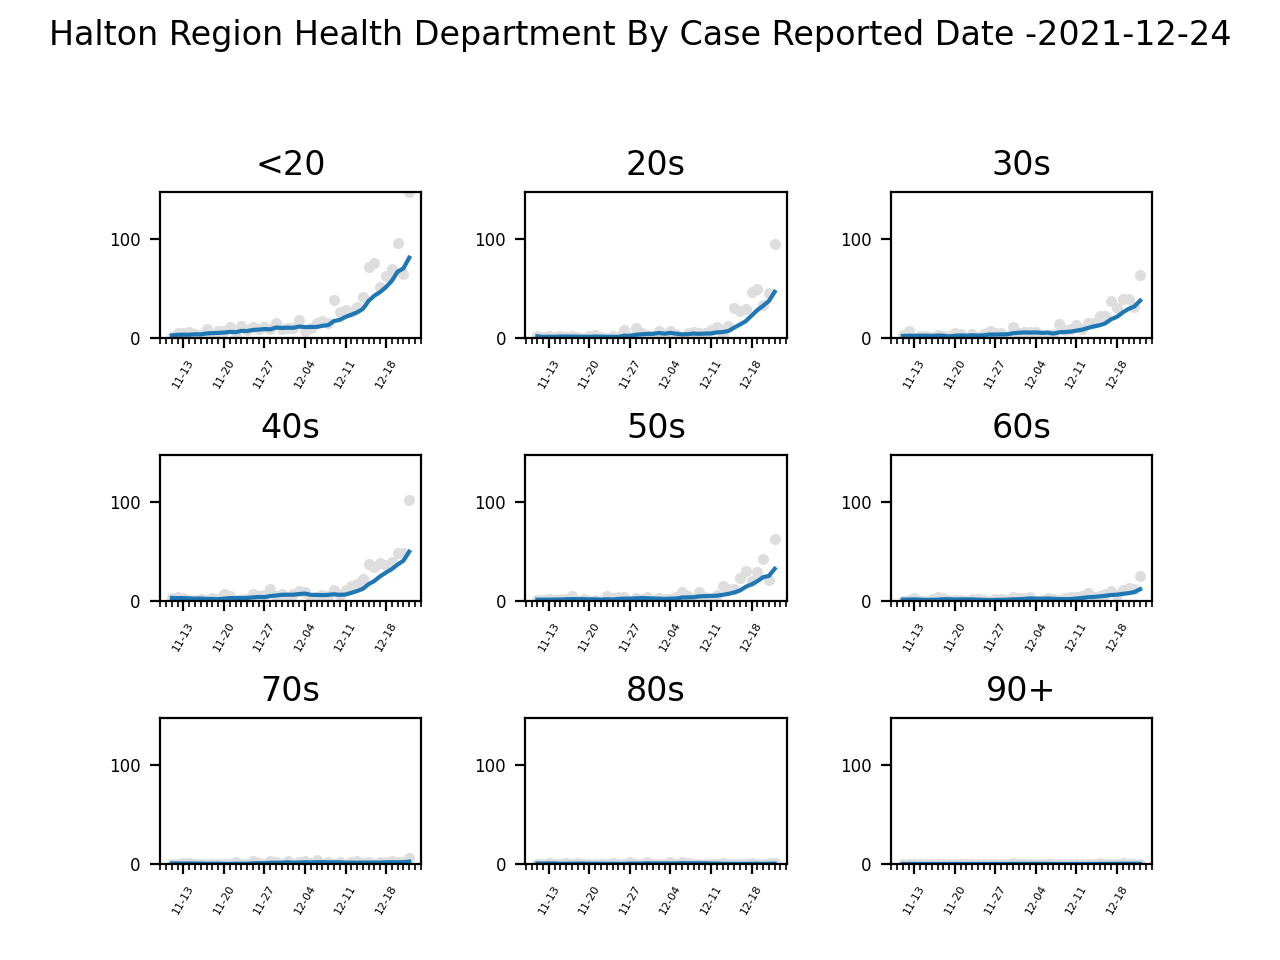 Halton Region Health Department By Case Reported Date -2021-12-24
<20 20s 30s
100 100 100
0 0 0
11-13 11-20 11-27 12-04 12-11 12-18 11-13 11-20 11-27 12-04 12-11 12-18 11-13 11-20 11-27 12-04 12-11 12-18
40s 50s 60s
100 100 100
0 0 0
11-13 11-20 11-27 12-04 12-11 12-18 11-13 11-20 11-27 12-04 12-11 12-18 11-13 11-20 11-27 12-04 12-11 12-18
70s 80s 90+
100 100 100
0 0 0
11-13 11-20 11-27 12-04 12-11 12-18 11-13 11-20 11-27 12-04 12-11 12-18 11-13 11-20 11-27 12-04 12-11 12-18